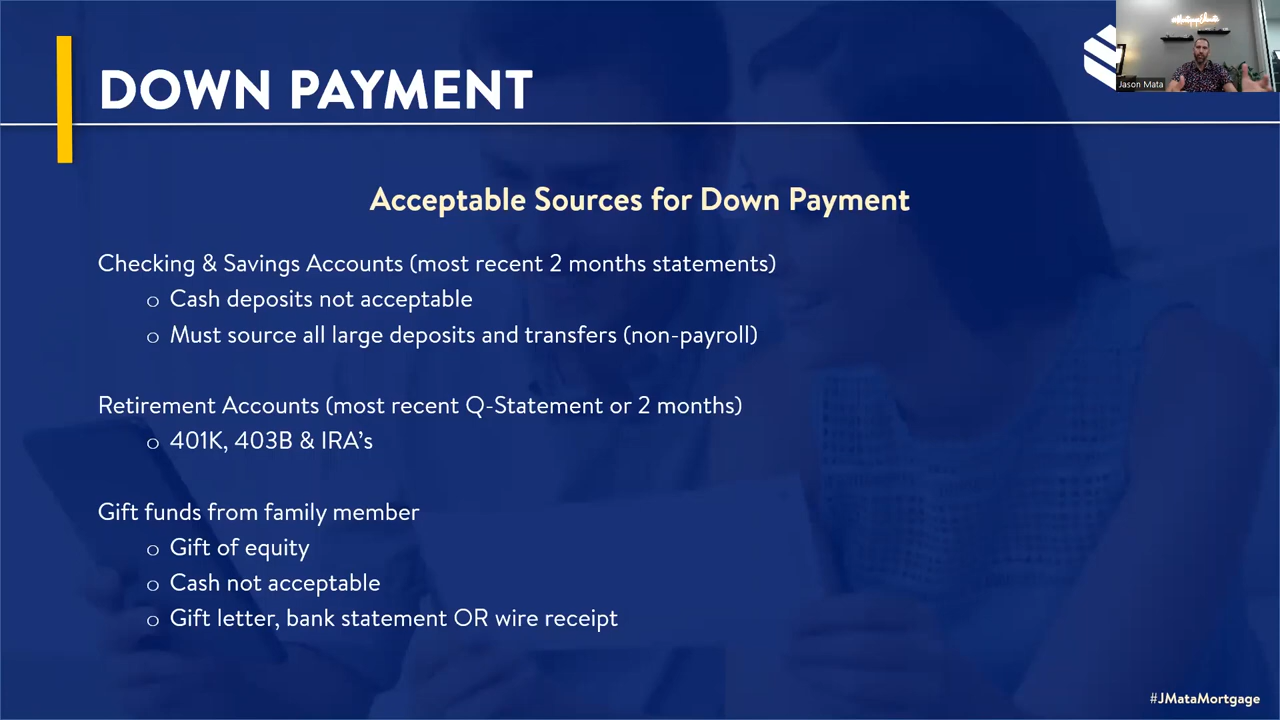 DOWN PAYMENT
Jason Mata
Acceptable Sources for Down Payment
Checking & Savings Accounts (most recent 2 months statements)
o Cash deposits not acceptable
o Must source all large deposits and transfers (non-payroll)
Retirement Accounts (most recent Q-Statement or 2 months)
o 401K, 403B & IRA’s
Gift funds from family member
o Gift of equity
o Cash not acceptable
o Gift letter, bank statement OR wire receipt
#JMataMortgage